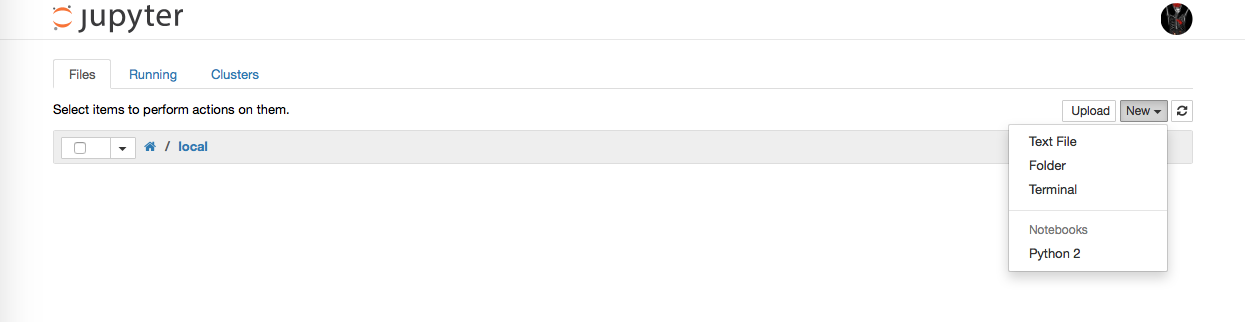 jupyter
Files Running Clusters
Select items to perform actions on them.
Upload New
/ local
Text File
Folder
Terminal
Notebooks
Python 2